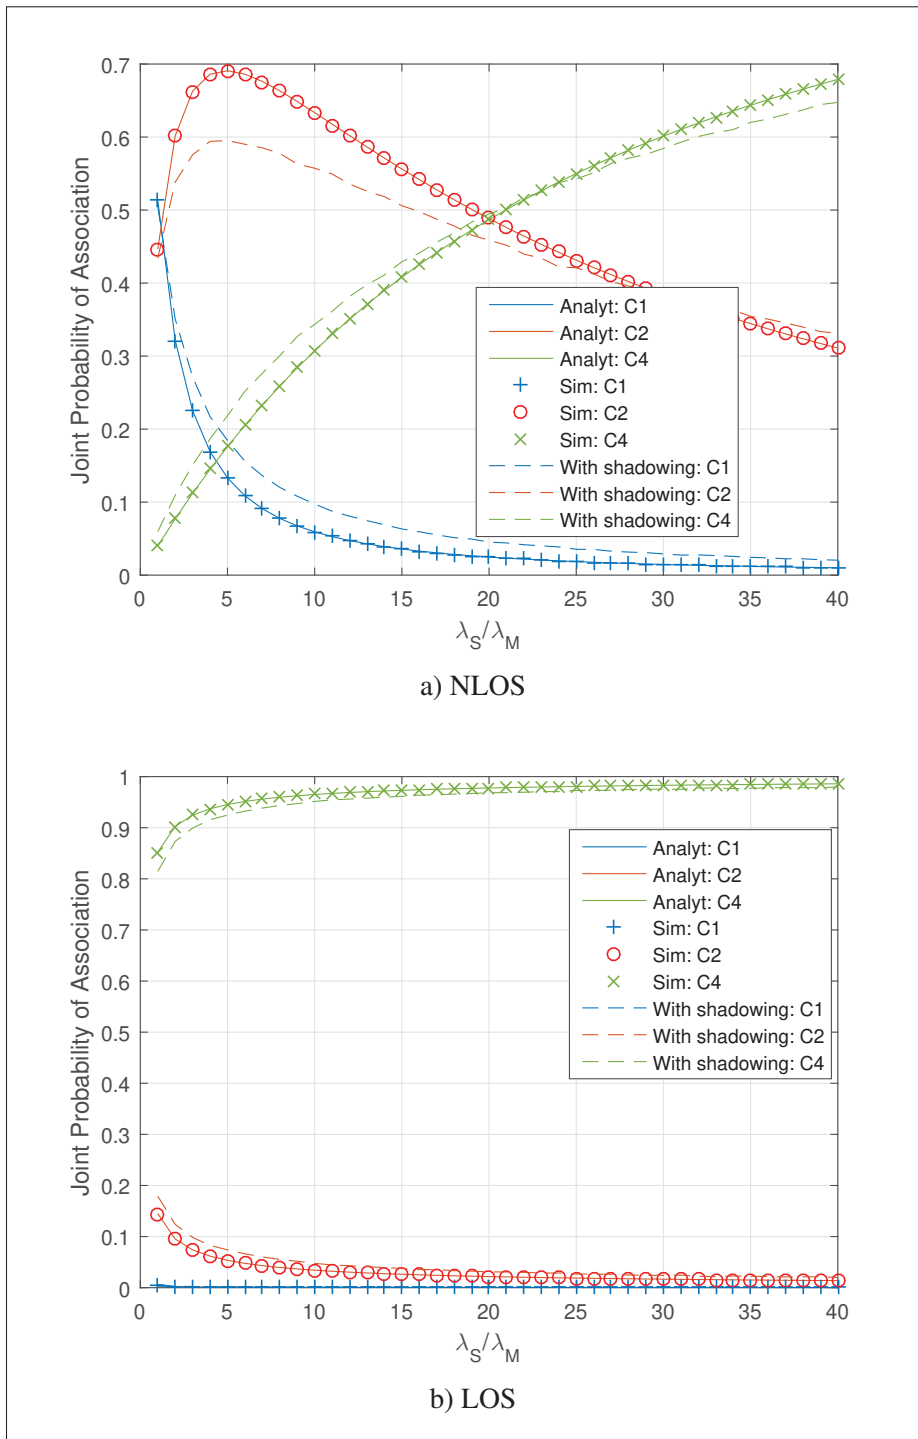 0.7
0.6
0.5
0.4
0.3
0.2
0.1
0
Joint Probability of Association
Analyt: C1
Analyt: C2
Analyt: C4
Sim: C1
Sim: C2
Sim: C4
With shadowing: C1
With shadowing: C2
With shadowing: C4
0 5 10 15 20 25 30 35 40
λS/λM
a) NLOS
1
0.9
0.8
0.7
0.6
0.5
0.4
0.3
0.2
0.1
0
Joint Probability of Association
Analyt: C1
Analyt: C2
Analyt: C4
Sim: C1
Sim: C2
Sim: C4
With shadowing: C1
With shadowing: C2
With shadowing: C4
0 5 10 15 20 25 30 35 40
λS/λM
b) LOS